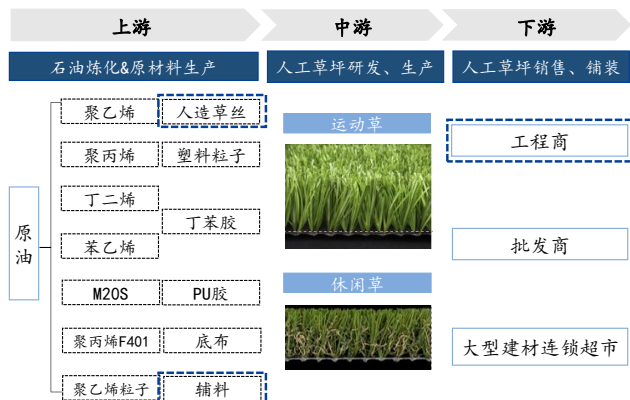 上游
中游
下游
石油炼化&原材料生产
人工草坪研发、生产
人工草坪销售、铺装
原油
聚乙烯
人造草丝
聚丙烯
塑料粒子
丁二烯
丁苯胶
苯乙烯
M20S
PU胶
聚丙烯F401
底布
聚乙烯粒子
辅料
运动草
休闲草
工程商
批发商
大型建材连锁超市